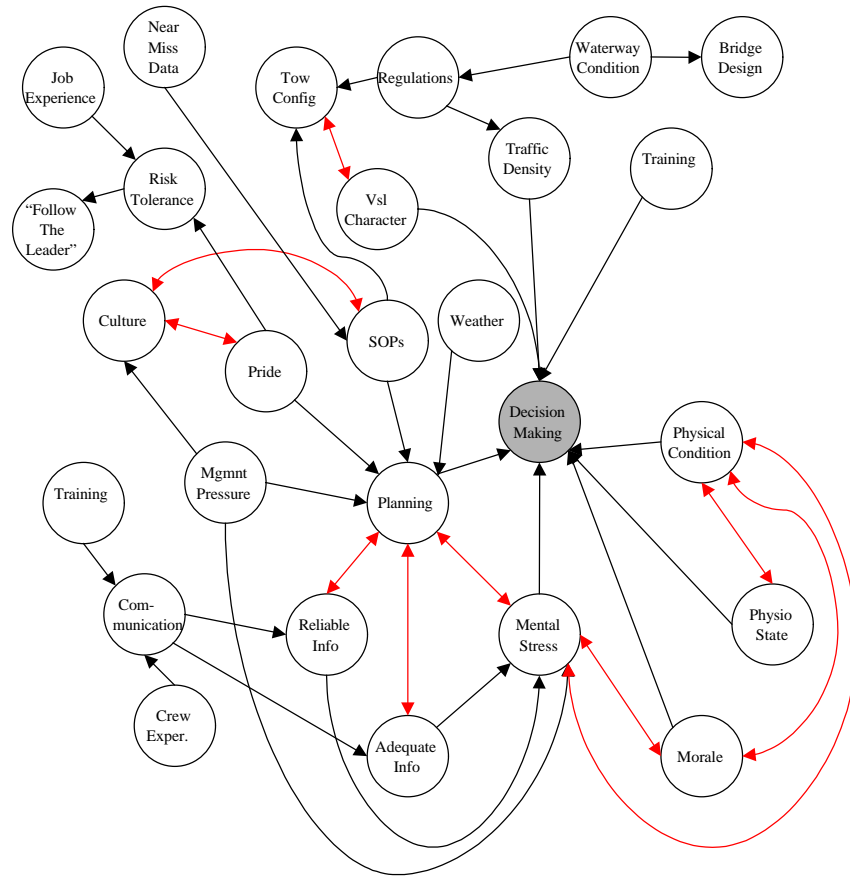 Near
Miss
Data
Job
Experience
Tow
Config
Regulations
Waterway
Condition
Bridge
Design
Risk
Tolerance
Traffic
Density
Training
“Follow
The
Leader”
Vsl
Character
Culture
Pride
SOPs
Weather
Decision
Making
Physical
Condition
Mgmnt
Pressure
Planning
Training
Com-
munication
Reliable
Info
Mental
Stress
Physio
State
Crew
Exper.
Adequate
Info
Morale